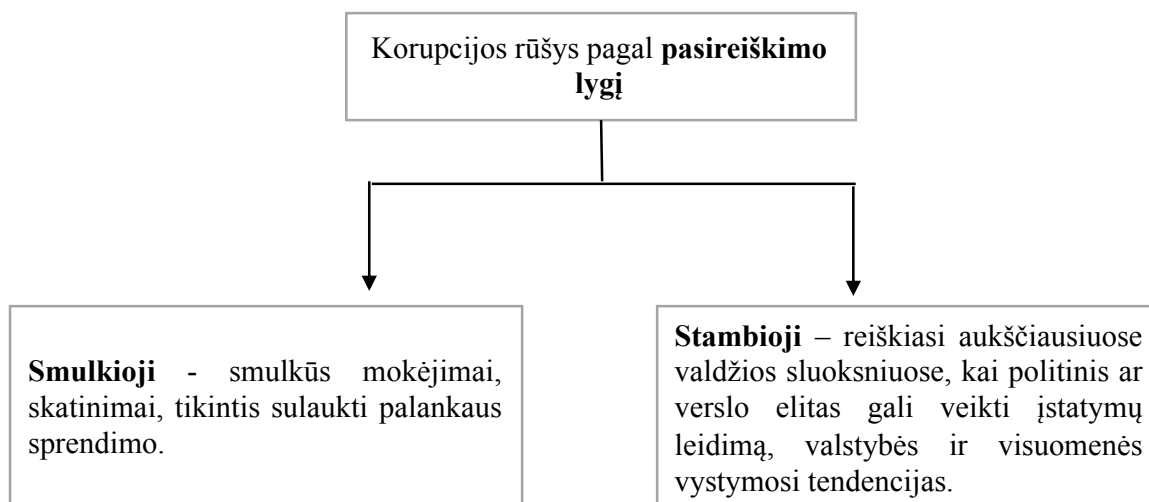 Korupcijos rūšys pagal pasireiškimo
lygį
Smulkioji - smulkūs mokėjimai,
skatinimai, tikintis sulaukti palankaus
sprendimo.
Stambioji – reiškiasi aukščiausiuose
valdžios sluoksniuose, kai politinis ar
verslo elitas gali veikti įstatymų
leidimą, valstybės ir visuomenės
vystymosi tendencijas.